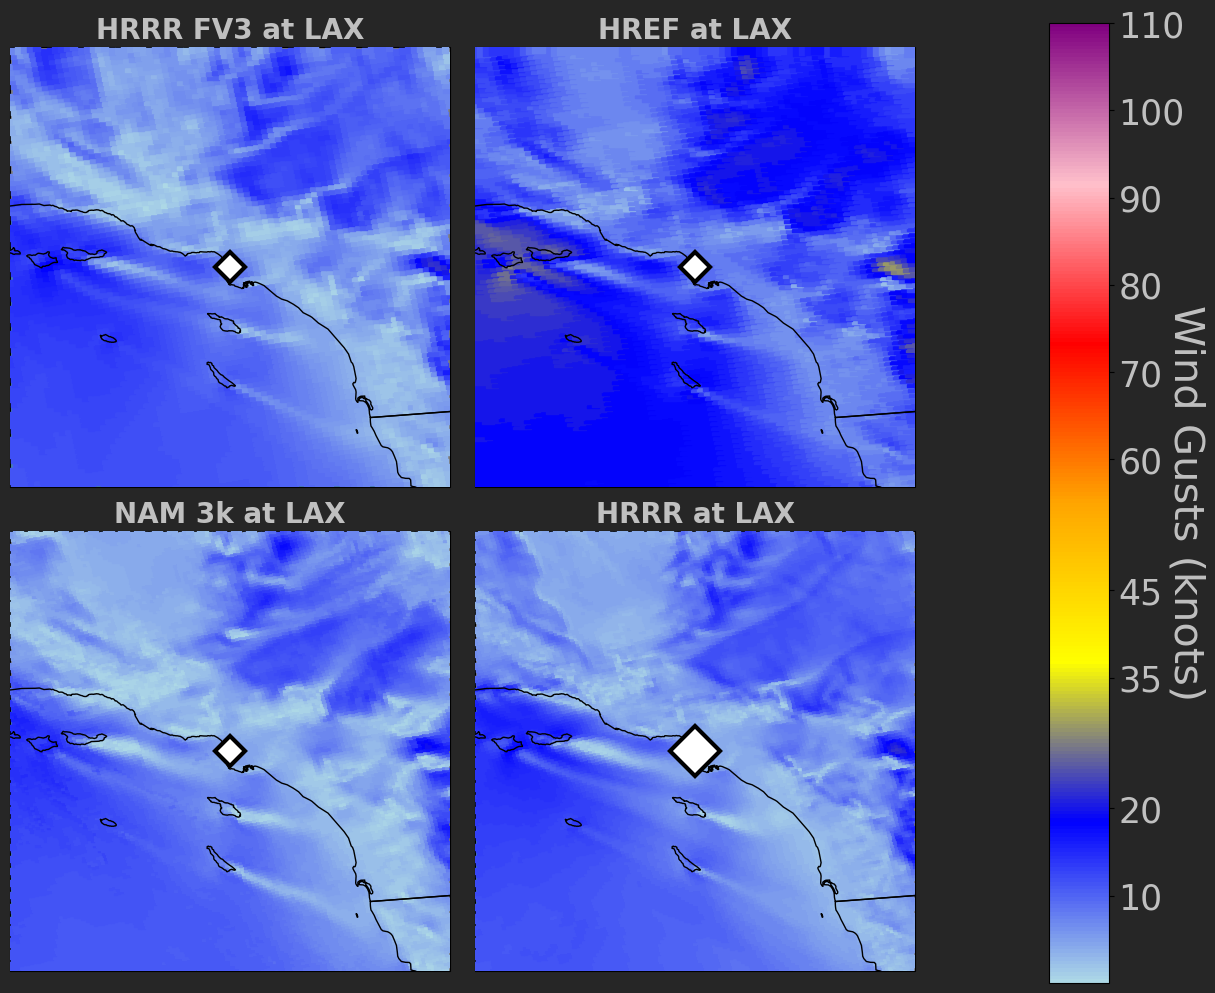 HRRR FV3 at LAX
HREF at LAX
NAM 3k at LAX
HRRR at LAX
110
100
90
80
70
60
45
35
20
10
Wind Gusts (knots)